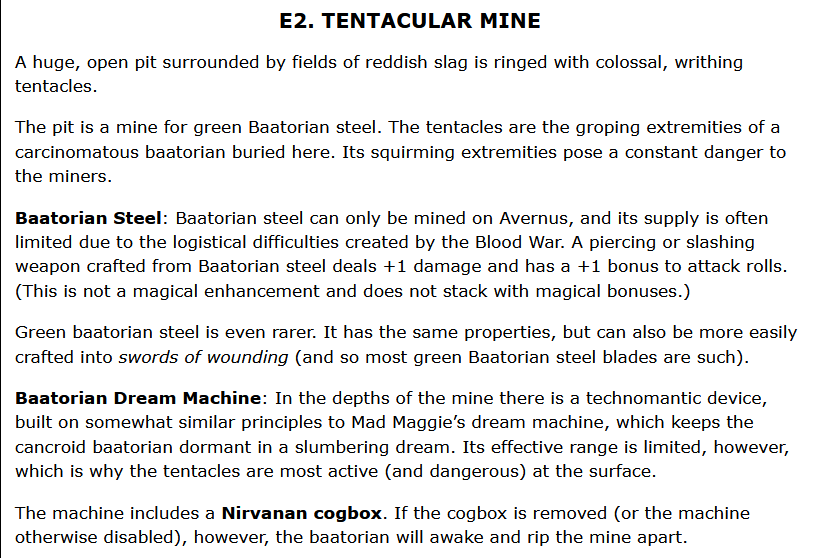 E2. TENTACULAR MINE
A huge, open pit surrounded by fields of reddish slag is ringed with colossal, writhing
tentacles.
The pit is a mine for green Baatorian steel. The tentacles are the groping extremities of a
carcinomatous baatorian buried here. Its squirming extremities pose a constant danger to
the miners.
Baatorian Steel: Baatorian steel can only be mined on Avernus, and its supply is often
limited due to the logistical difficulties created by the Blood War. A piercing or slashing
weapon crafted from Baatorian steel deals +1 damage and has a +1 bonus to attack rolls.
(This is not a magical enhancement and does not stack with magical bonuses.)
Green baatorian steel is even rarer. It has the same properties, but can also be more easily
crafted into swords of wounding (and so most green Baatorian steel blades are such).
Baatorian Dream Machine: In the depths of the mine there is a technomantic device,
built on somewhat similar principles to Mad Maggie’s dream machine, which keeps the
cancroid baatorian dormant in a slumbering dream. Its effective range is limited, however,
which is why the tentacles are most active (and dangerous) at the surface.
The machine includes a Nirvanan cogbox. If the cogbox is removed (or the machine
otherwise disabled), however, the baatorian will awake and rip the mine apart.